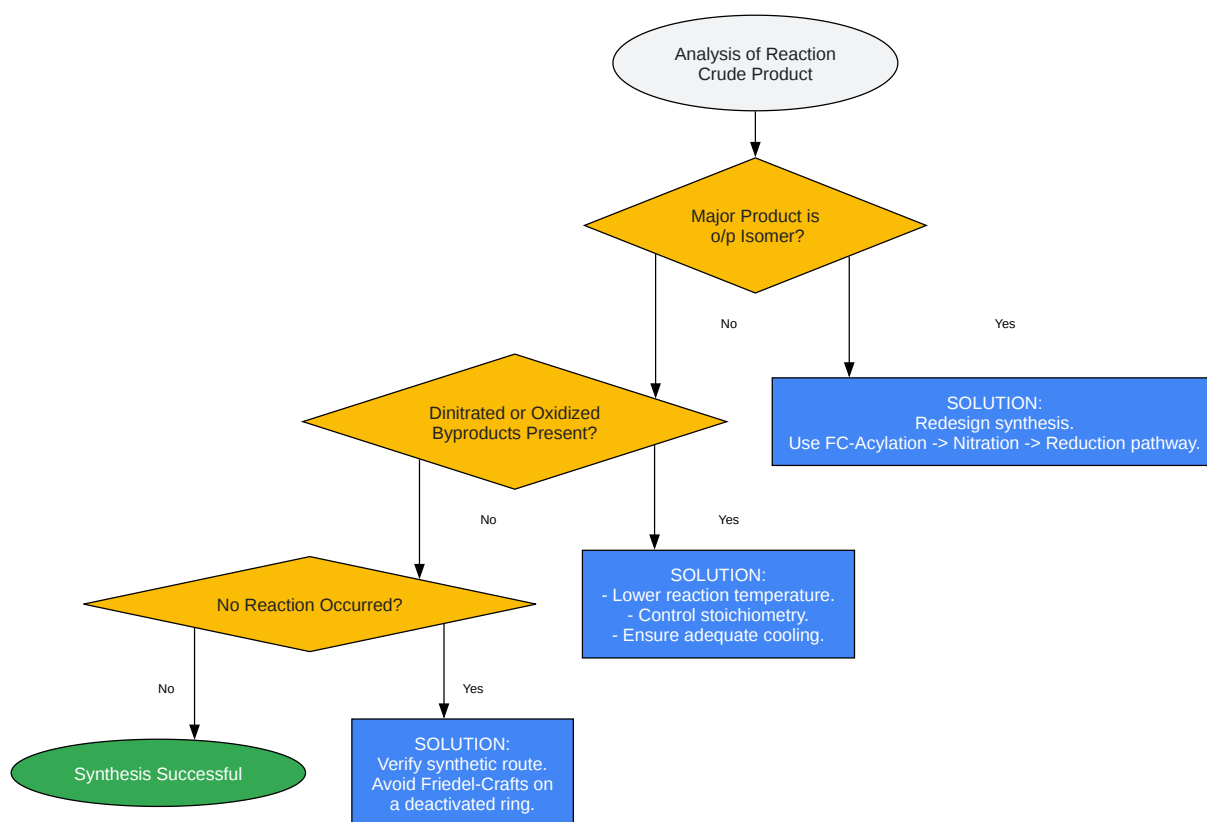 Analysis of Reaction
Crude Product
Major Product is
o/p Isomer?
No
Yes
Dinitrated or Oxidized
Byproducts Present?
SOLUTION:
Redesign synthesis.
Use FC-Acylation -> Nitration -> Reduction pathway.
No
Yes
No Reaction Occurred?
SOLUTION:
- Lower reaction temperature.
- Control stoichiometry.
- Ensure adequate cooling.
No
Yes
Synthesis Successful
SOLUTION:
Verify synthetic route.
Avoid Friedel-Crafts on
a deactivated ring.